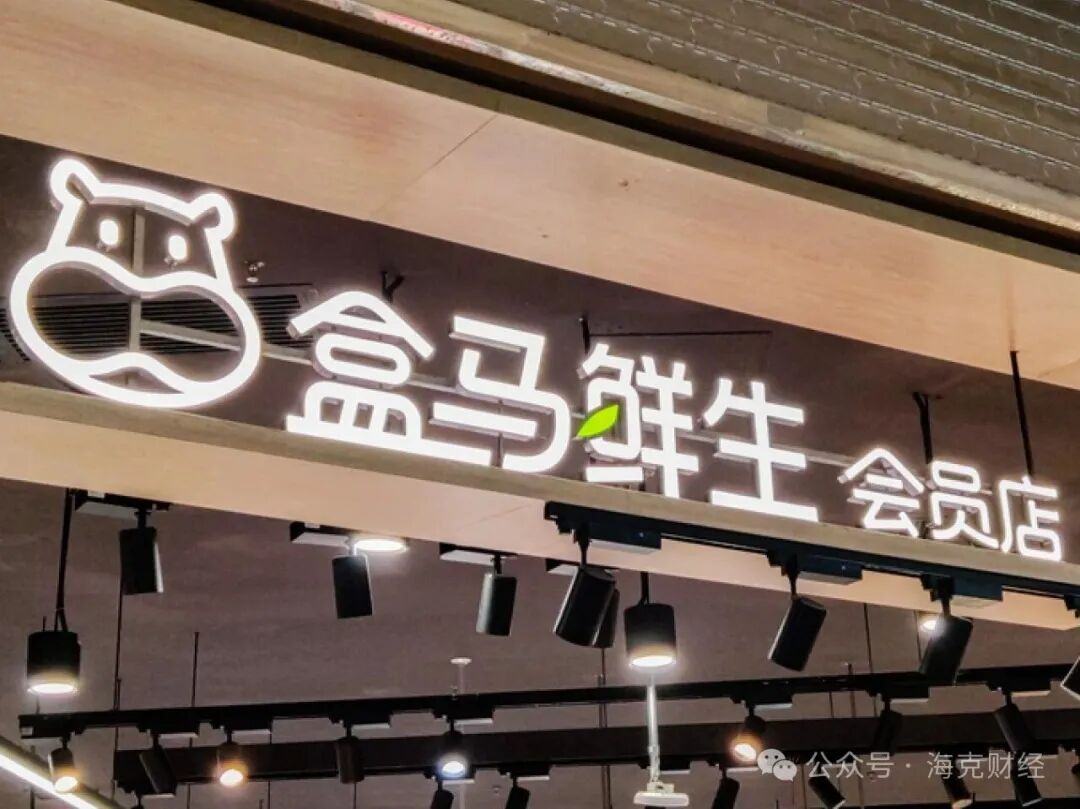 盒马鲜生 会员店
公众号 · 海克财经